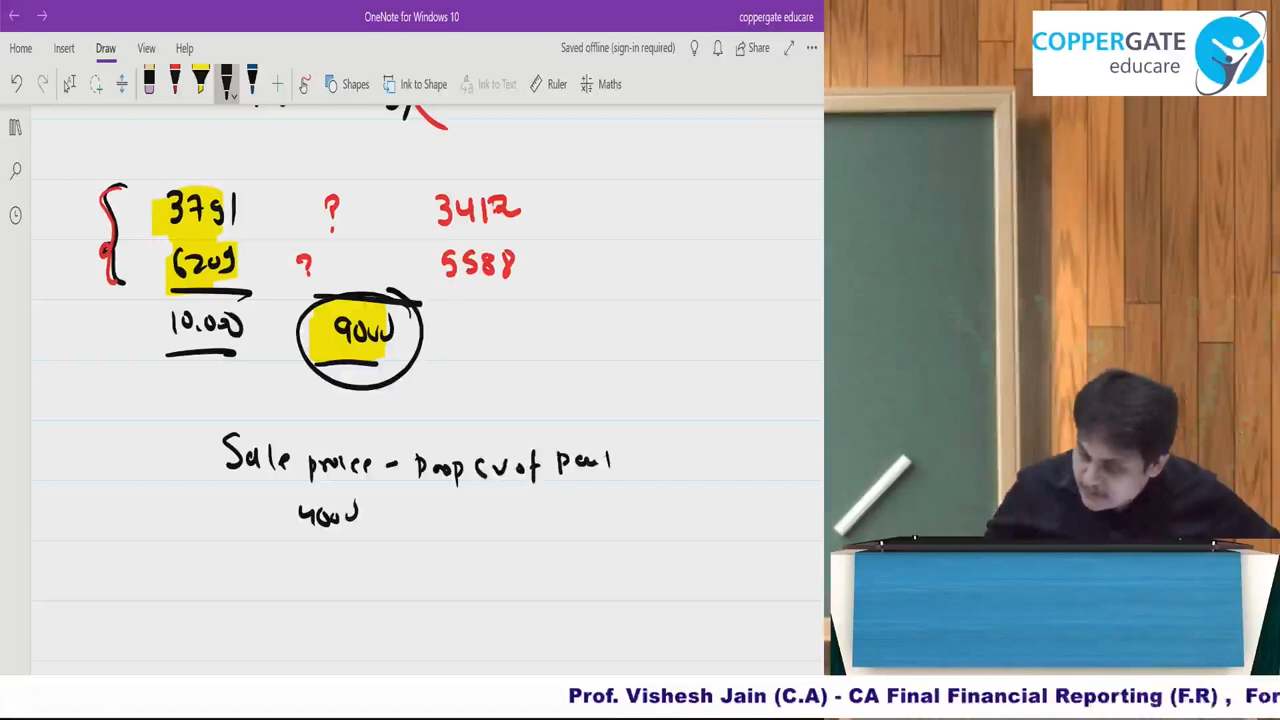 OneNote for Windows 10
coppergate educare
Home Insert Draw View Help
Saved offline (sign-in required)
Share
Shapes
Ink to Shape
Ink to Text
Ruler
Maths
COPPERGATE
educare
3791 ? 3412
6209 ? 5588
10,000 9000
Sale price - prop cv of
4000
Prof. Vishesh Jain (C.A) - CA Final Financial Reporting (F.R) , For